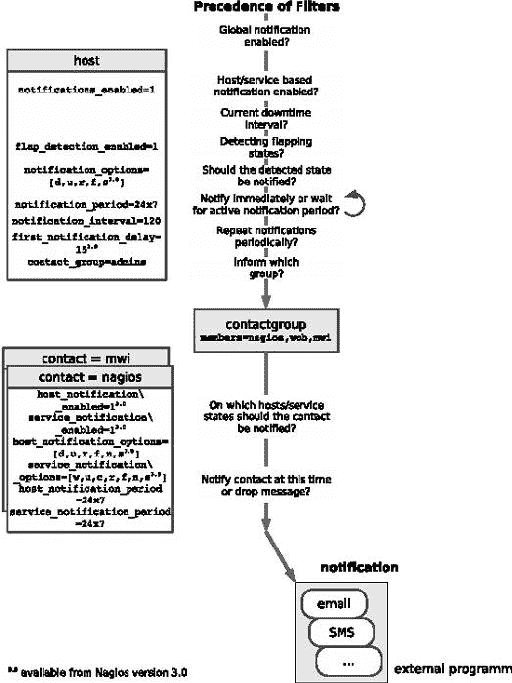 Precedence of Filters
Global notification
enabled?
host
notifications_enabled=1
Host/service based
notification enabled?
Current downtime
interval?
flap_detection_enabled=1
Detecting flapping
states?
notification_options=
[d,u,r,f,s³·⁰]
Should the detected state
be notified?
notification_period=24x7
Notify immediately or wait
for active notification period?
notification_interval=120
first_notification_delay=
15³·⁰
Repeat notifications
periodically?
contact_group=admins
Inform which
group?
contactgroup
members=nagios,wob,mwi
contact = mwi
contact = nagios
host_notification\
_enabled=1³·⁰
service_notification\
_enabled=1³·⁰
host_notification_options=
[d,u,r,f,n,s³·⁰]
service_notification\
_options=[w,u,c,r,f,n,s³·⁰]
host_notification_period
=24x7
service_notification_period
=24x7
On which hosts/service
states should the contact
be notified?
Notify contact at this time
or drop message?
notification
email
SMS
...
external programm
³·⁰ available from Nagios version 3.0